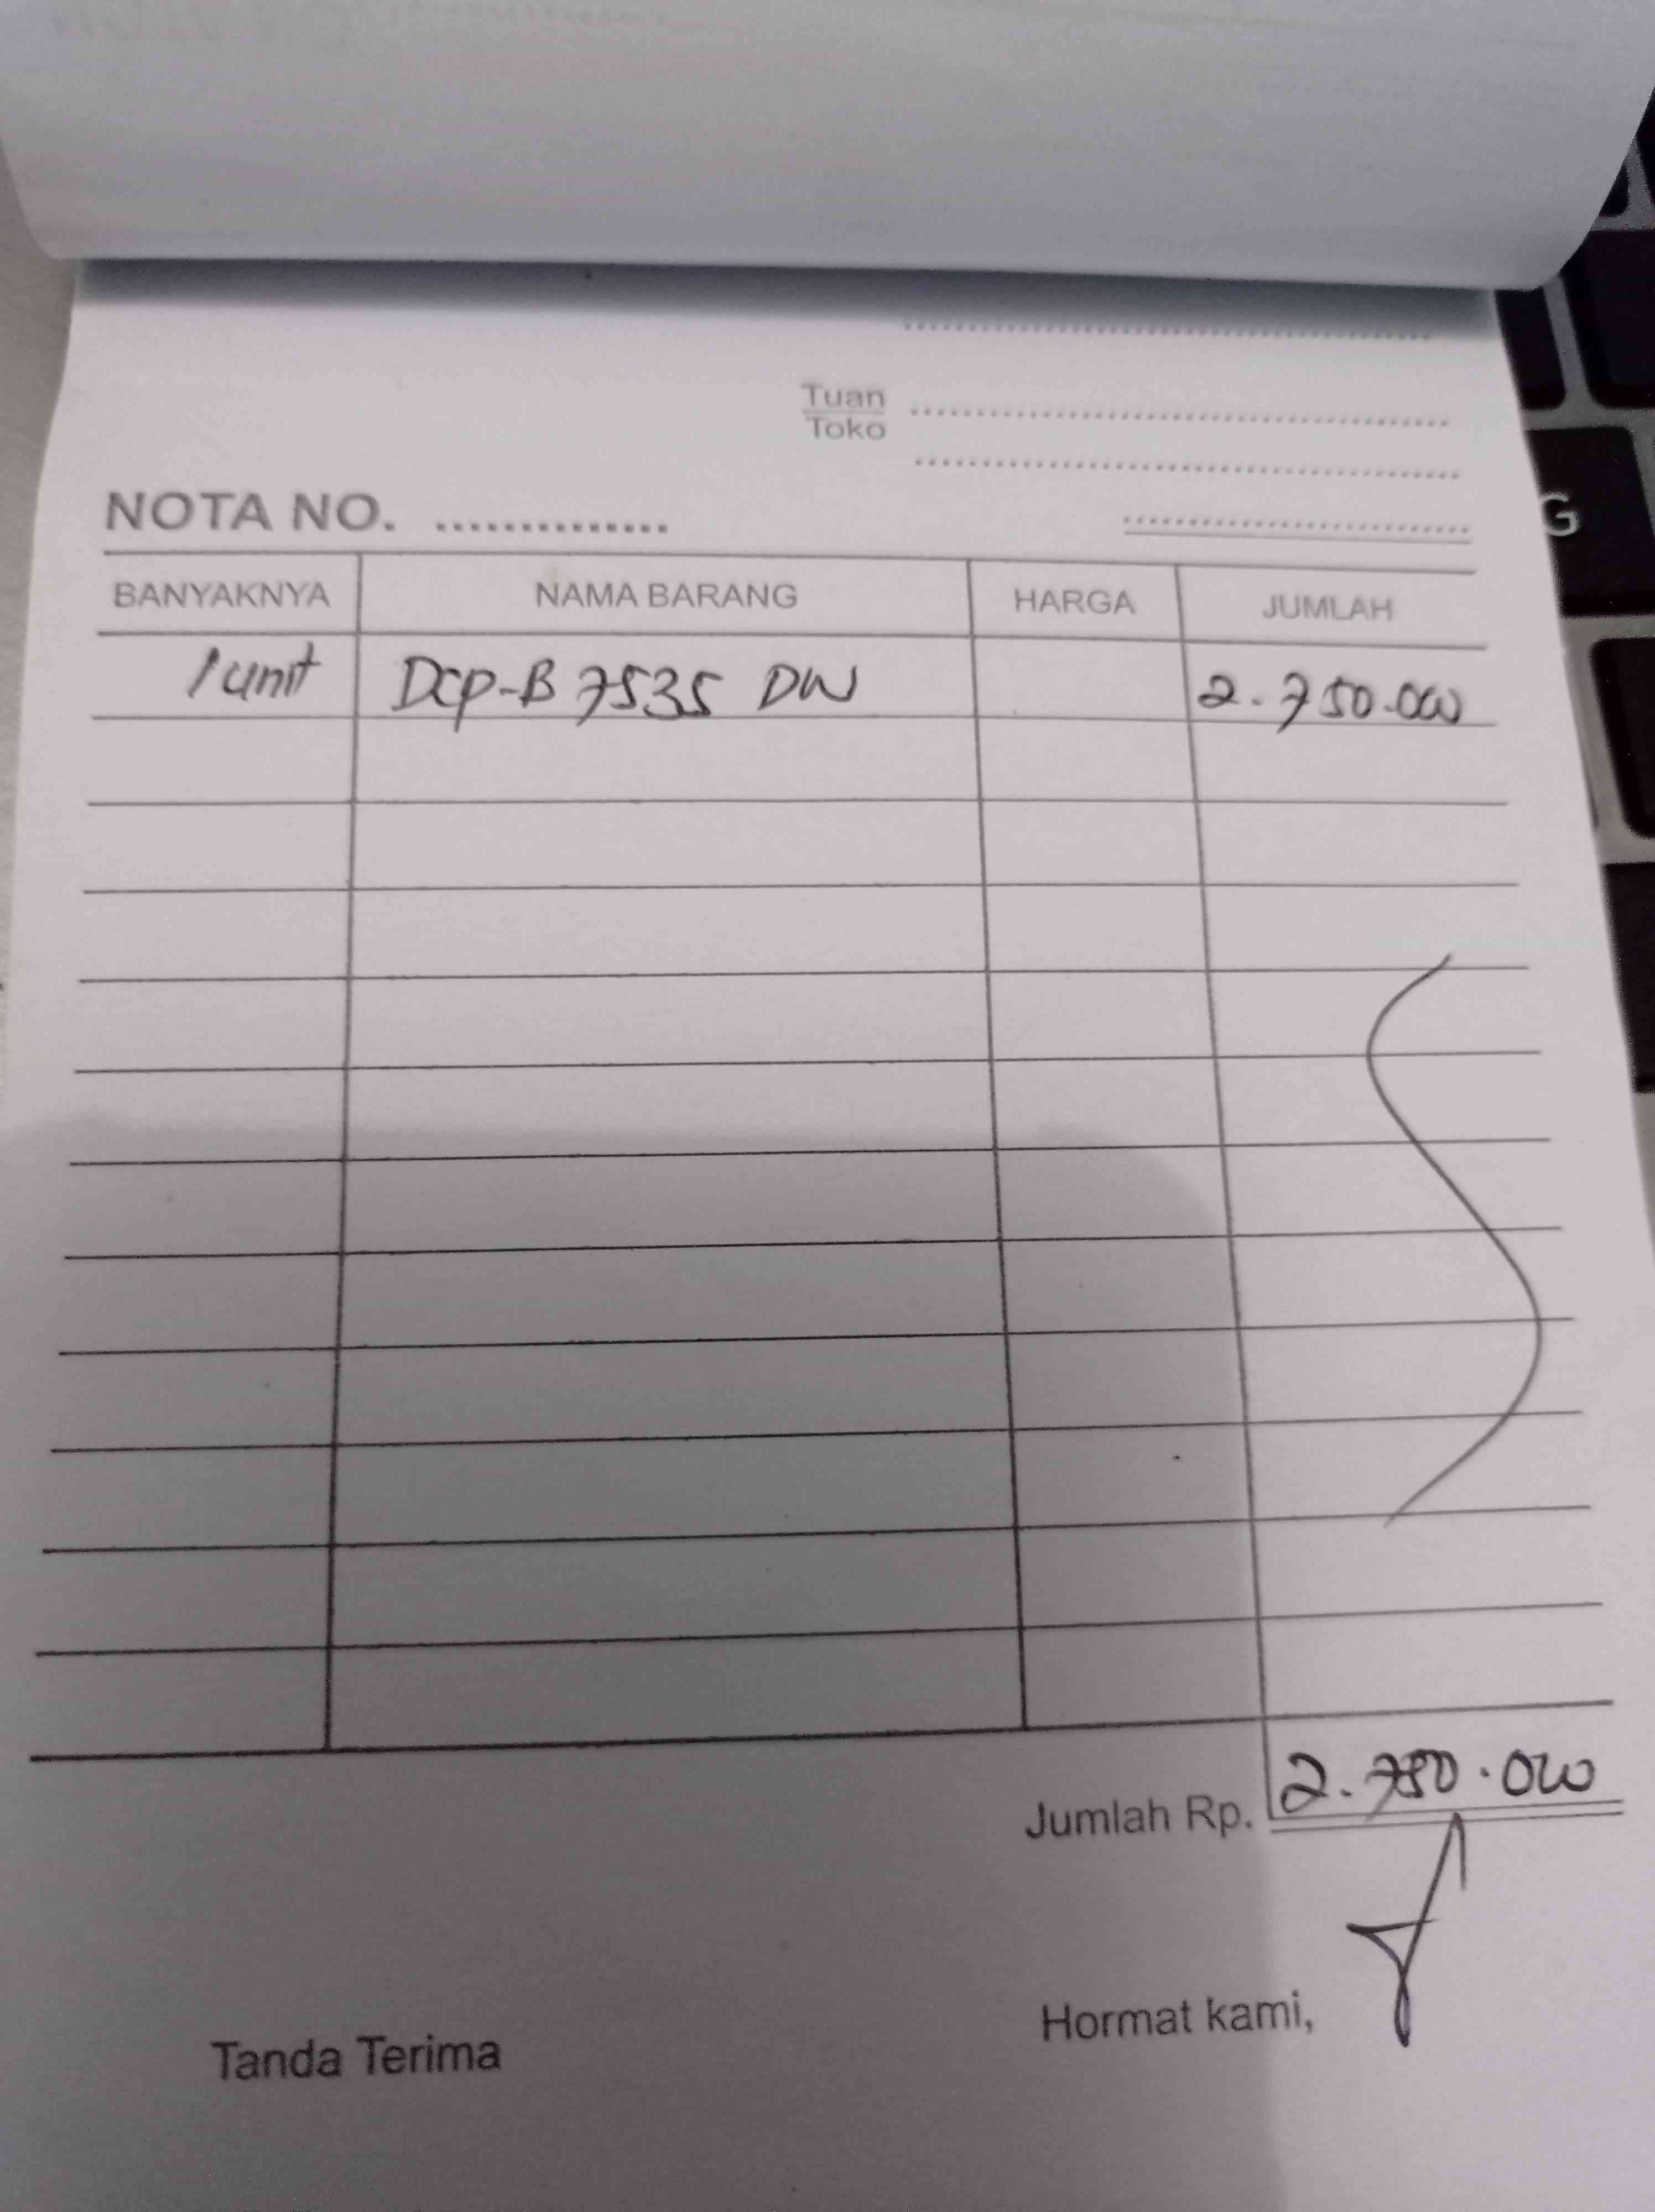 Tuan
Toko
NOTA NO. ..............
BANYAKNYA NAMA BARANG HARGA JUMLAH
1 unit DCP-B 7535 DW 2.750.000
Jumlah Rp. 2.750.000
Hormat kami,
Tanda Terima
G